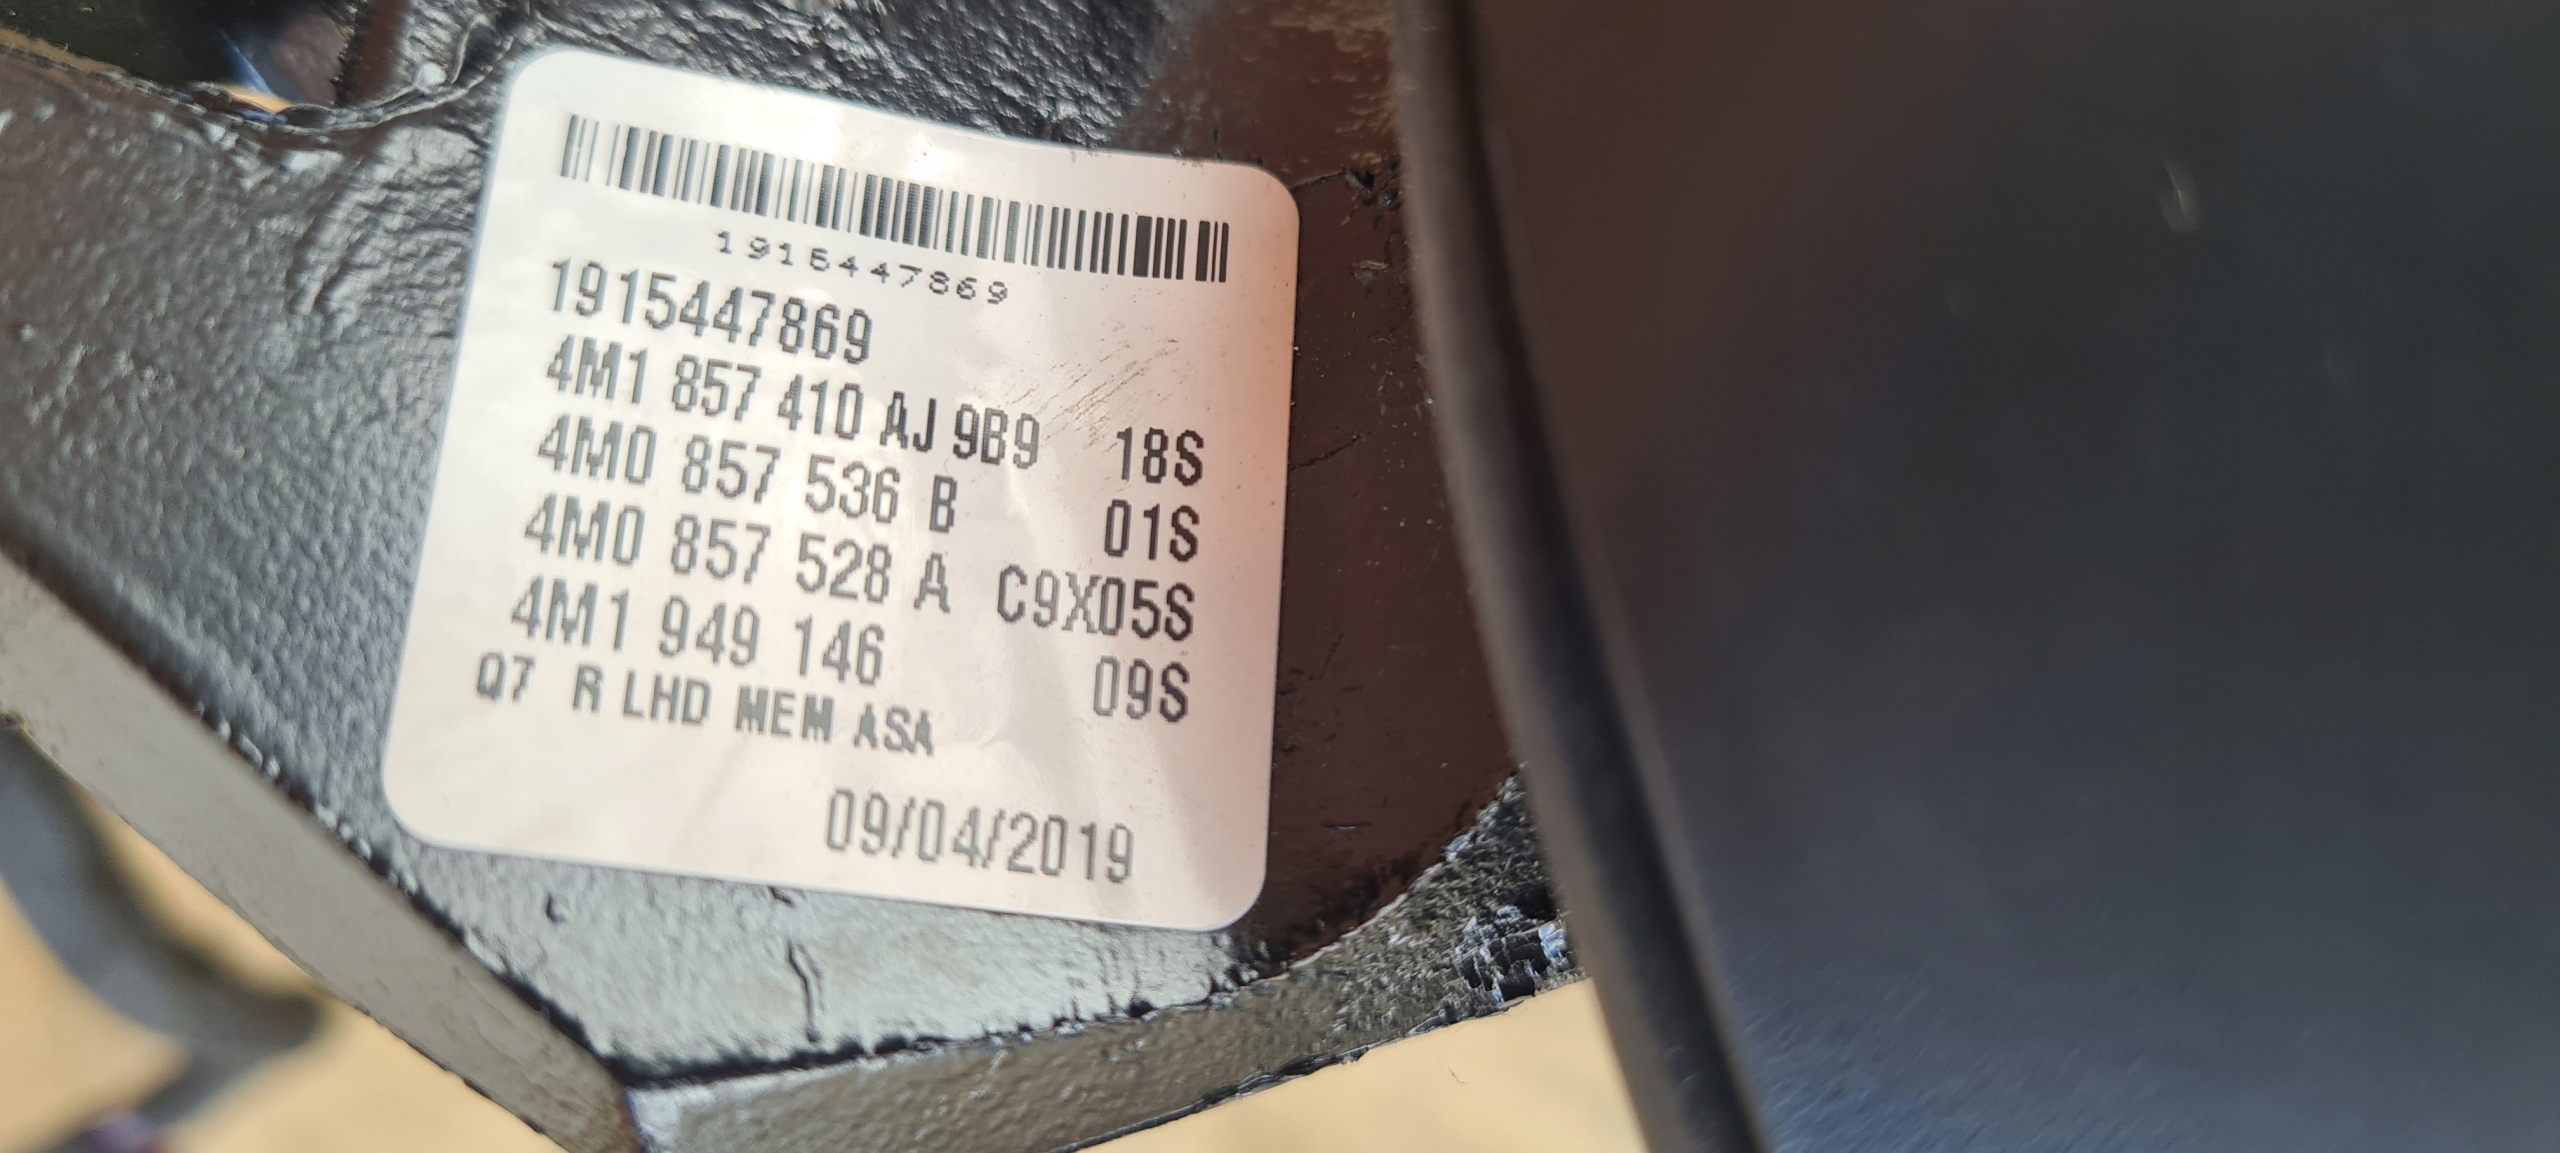 1915447869
1915447869
4M1 857 410 AJ 9B9 18S
4M0 857 536 B 01S
4M0 857 528 A C9X05S
4M1 949 146 09S
Q7 R LHD MEM ASA
09/04/2019